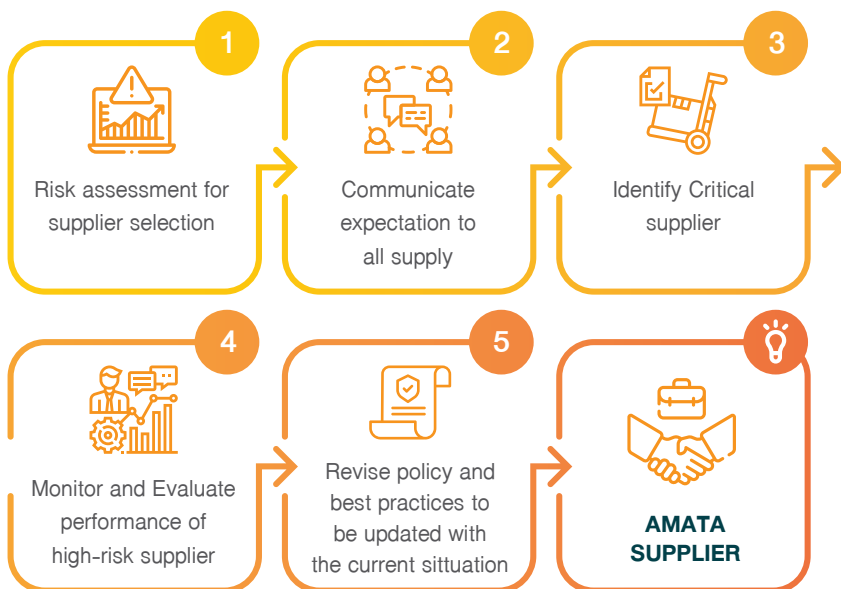 1
Risk assessment for
supplier selection
2
Communicate
expectation to
all supply
3
Identify Critical
supplier
4
Monitor and Evaluate
performance of
high-risk supplier
5
Revise policy and
best practices to
be updated with
the current sittuation
AMATA
SUPPLIER